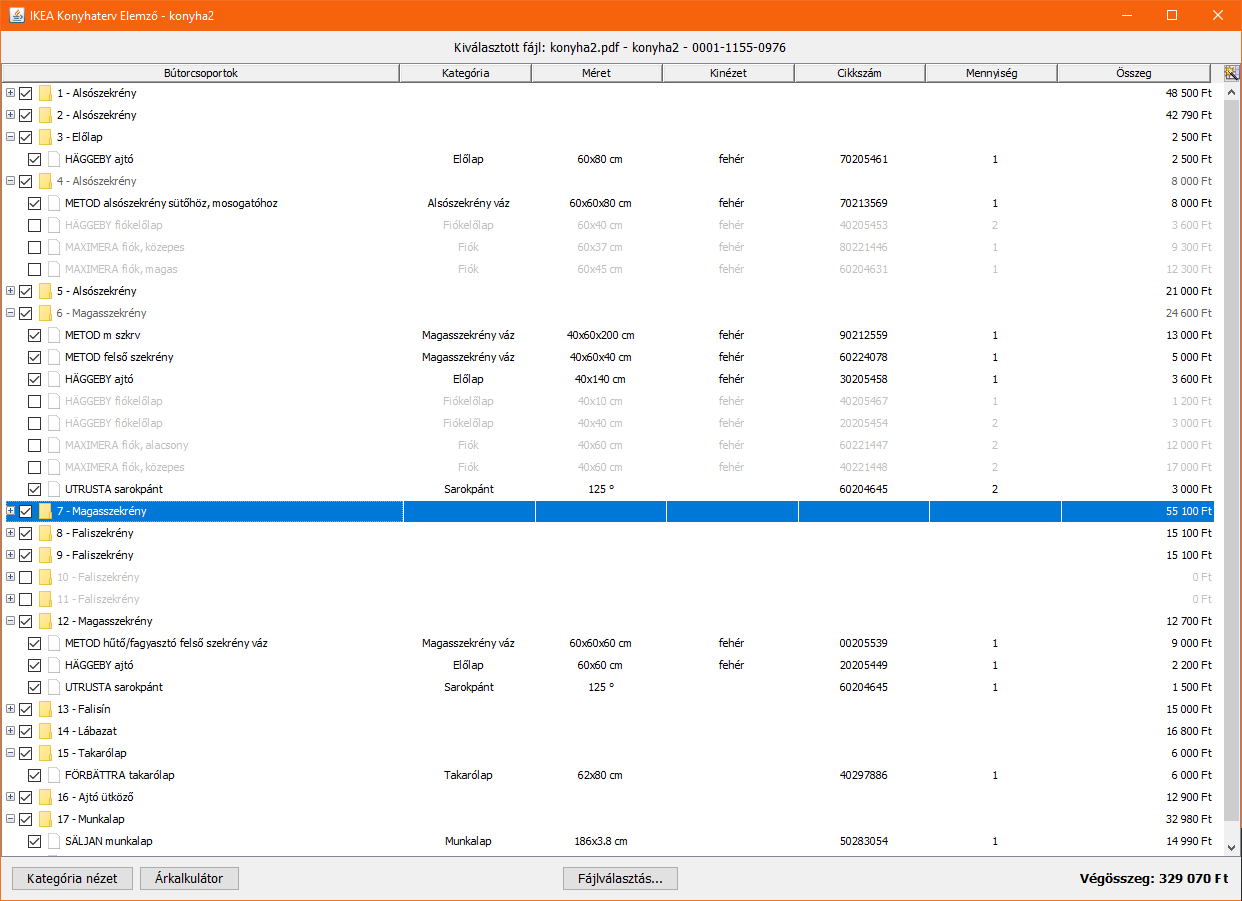 IKEA Konyhaterv Elemző - konyha2
Kiválasztott fájl: konyha2.pdf - konyha2 - 0001-1155-0976
Bútorcsoportok Kategória Méret Kinézet Cikkszám Mennyiség Összeg
1 - Alsószekrény 48 500 Ft
2 - Alsószekrény 42 790 Ft
3 - Előlap 2 500 Ft
HÄGGEBY ajtó Előlap 60x80 cm fehér 70205461 1 2 500 Ft
4 - Alsószekrény 8 000 Ft
METOD alsószekrény sütőhöz, mosogatóhoz Alsószekrény váz 60x60x80 cm fehér 70213569 1 8 000 Ft
HÄGGEBY fiókelőlap Fiókelőlap 60x40 cm fehér 40205453 2 3 600 Ft
MAXIMERA fiók, közepes Fiók 60x37 cm fehér 80221446 1 9 300 Ft
MAXIMERA fiók, magas Fiók 60x45 cm fehér 60204631 1 12 300 Ft
5 - Alsószekrény 21 000 Ft
6 - Magasszekrény 24 600 Ft
METOD m szkrv Magasszekrény váz 40x60x200 cm fehér 90212559 1 13 000 Ft
METOD felső szekrény Magasszekrény váz 40x60x40 cm fehér 60224078 1 5 000 Ft
HÄGGEBY ajtó Előlap 40x140 cm fehér 30205458 1 3 600 Ft
HÄGGEBY fiókelőlap Fiókelőlap 40x10 cm fehér 40205467 1 1 200 Ft
HÄGGEBY fiókelőlap Fiókelőlap 40x40 cm fehér 20205454 2 3 000 Ft
MAXIMERA fiók, alacsony Fiók 40x60 cm fehér 60221447 2 12 000 Ft
MAXIMERA fiók, közepes Fiók 40x60 cm fehér 40221448 2 17 000 Ft
UTRUSTA sarokpánt Sarokpánt 125 ° 60204645 2 3 000 Ft
7 - Magasszekrény 55 100 Ft
8 - Faliszekrény 15 100 Ft
9 - Faliszekrény 15 100 Ft
10 - Faliszekrény 0 Ft
11 - Faliszekrény 0 Ft
12 - Magasszekrény 12 700 Ft
METOD hűtő/fagyasztó felső szekrény váz Magasszekrény váz 60x60x60 cm fehér 00205539 1 9 000 Ft
HÄGGEBY ajtó Előlap 60x60 cm fehér 20205449 1 2 200 Ft
UTRUSTA sarokpánt Sarokpánt 125 ° 60204645 1 1 500 Ft
13 - Falisín 15 000 Ft
14 - Lábazat 16 800 Ft
15 - Takarólap 6 000 Ft
FÖRBÄTTRA takarólap Takarólap 62x80 cm 40297886 1 6 000 Ft
16 - Ajtó ütköző 12 900 Ft
17 - Munkalap 32 980 Ft
SÄLJAN munkalap Munkalap 186x3.8 cm 50283054 1 14 990 Ft
Kategória nézet Árkalkulátor Fájlválasztás... Végösszeg: 329 070 Ft